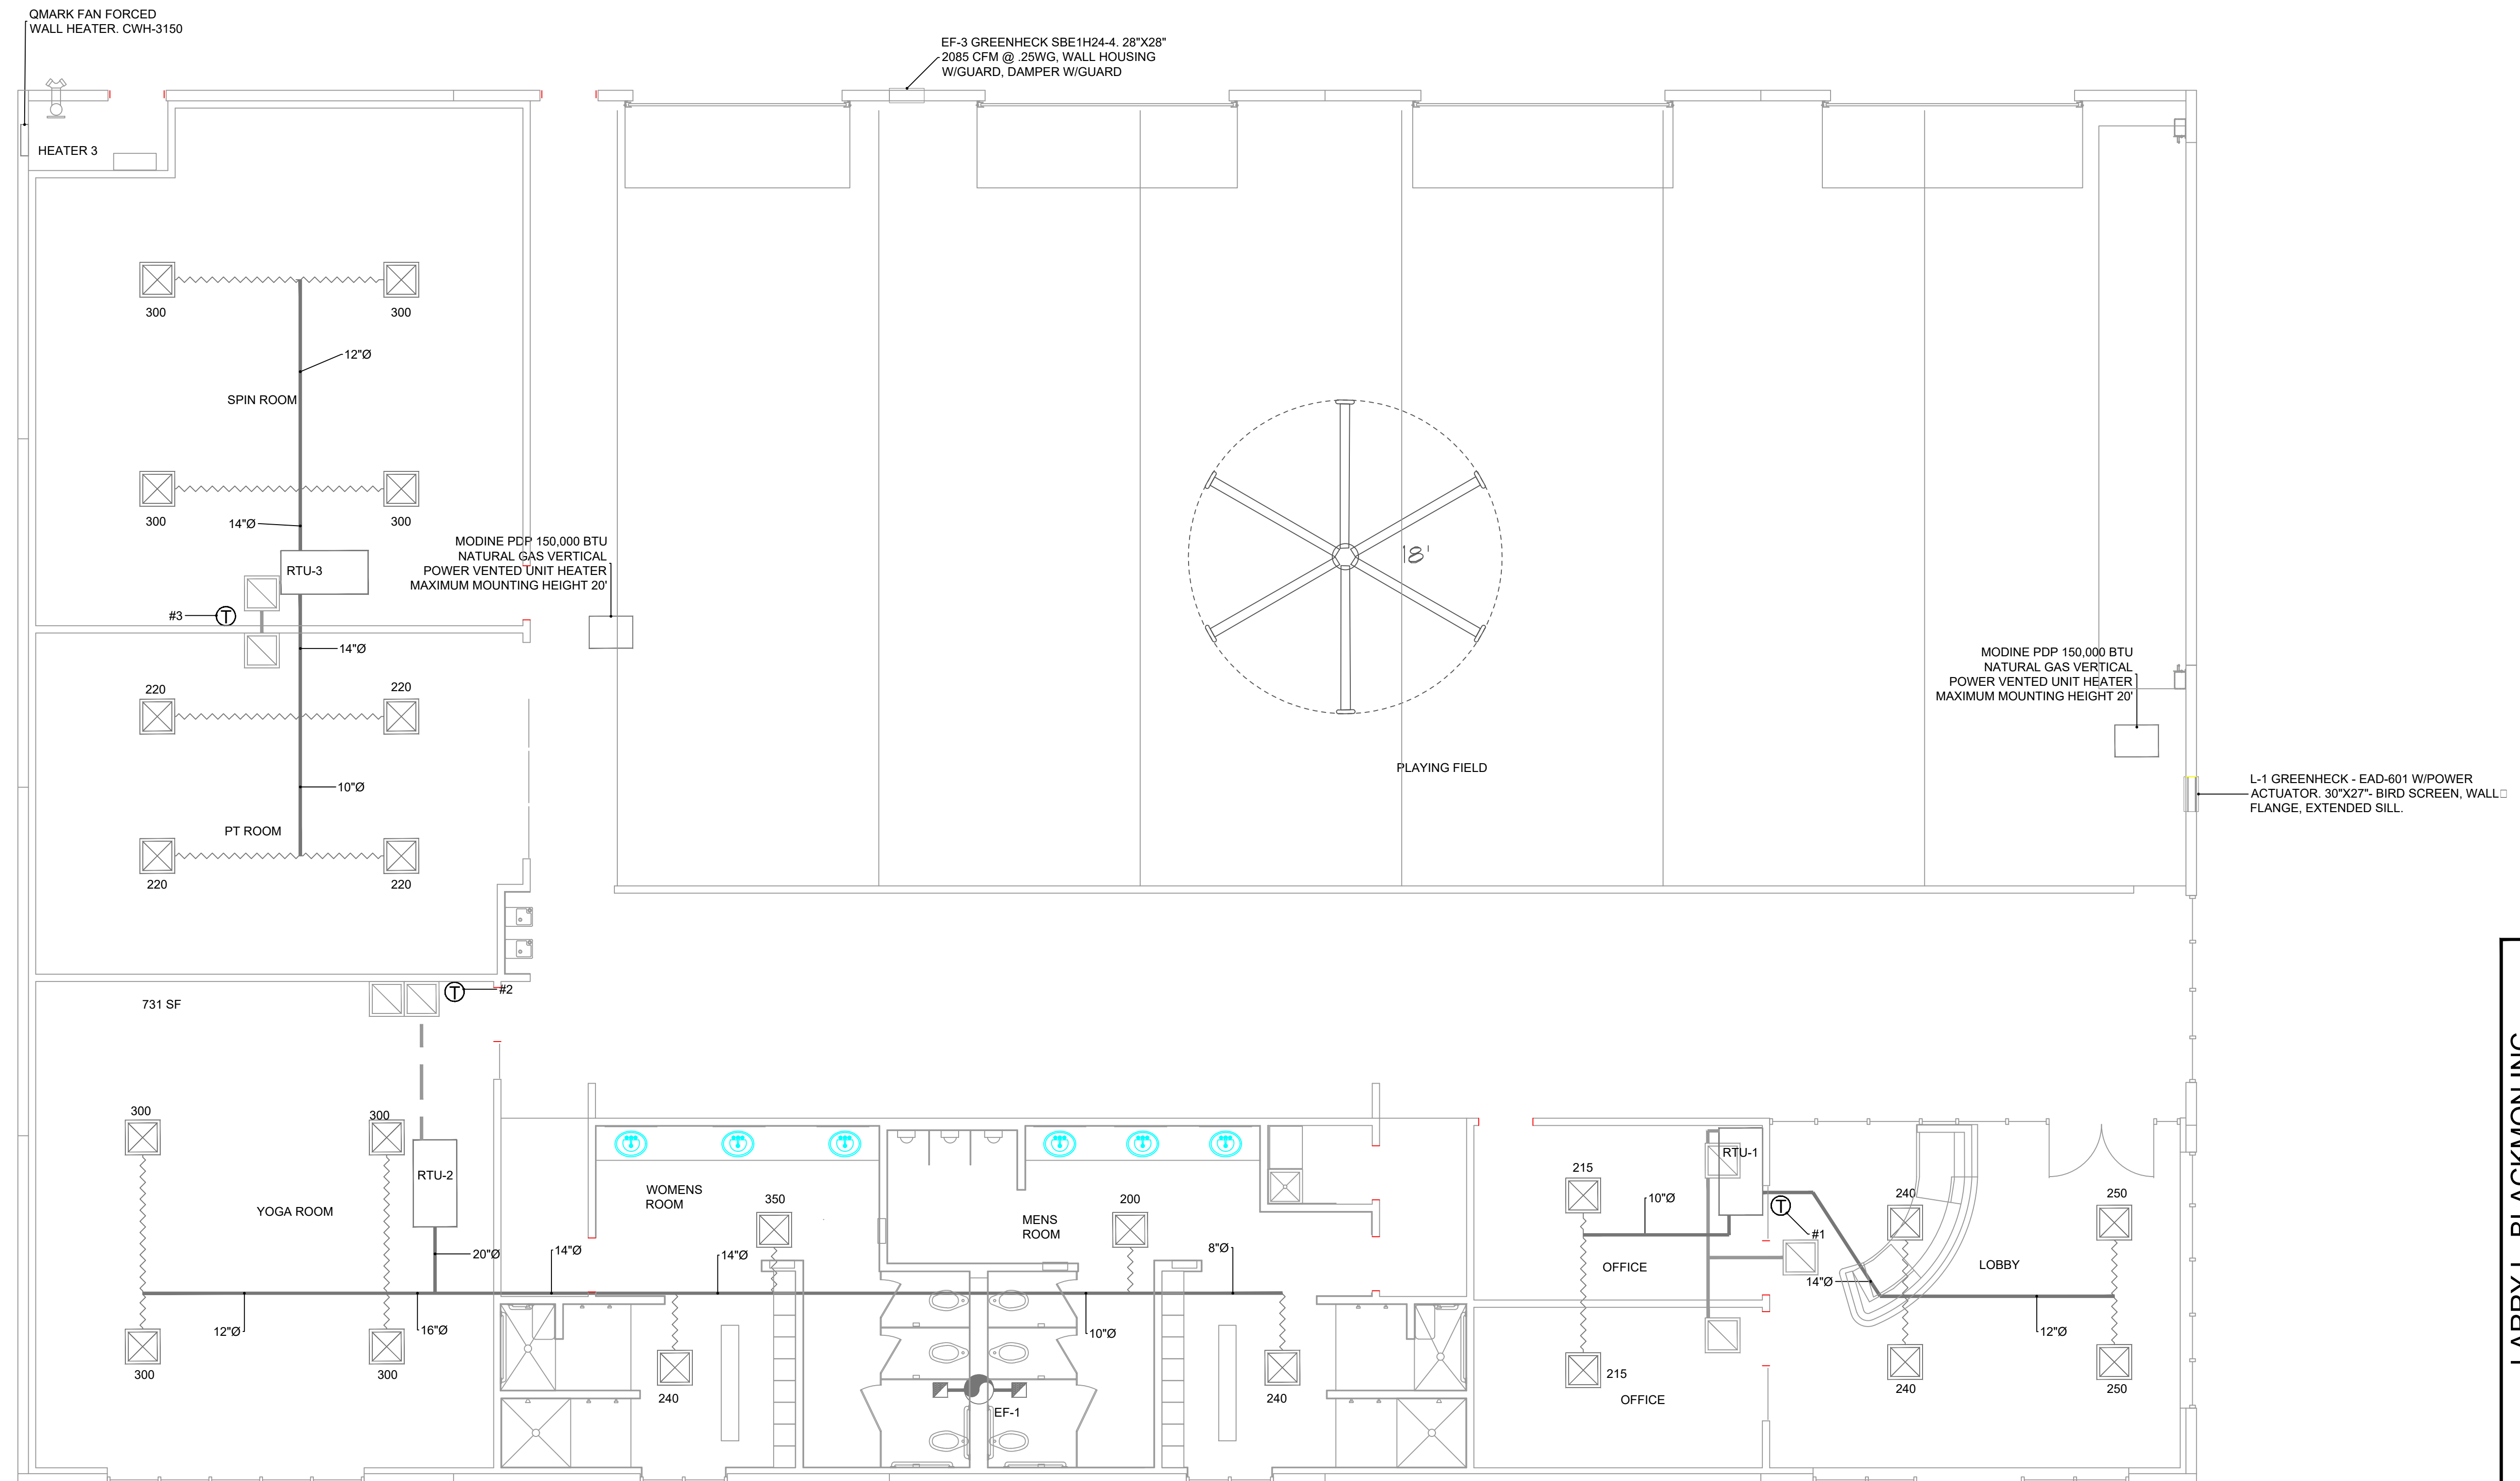 QMARK FAN FORCED
WALL HEATER. CWH-3150
EF-3 GREENHECK SBE1H24-4. 28"X28"
2085 CFM @ .25WG, WALL HOUSING
W/GUARD, DAMPER W/GUARD
HEATER 3
300
300
12"Ø
SPIN ROOM
300
300
14"Ø
RTU-3
#3
T
MODINE PDP 150,000 BTU
NATURAL GAS VERTICAL
POWER VENTED UNIT HEATER
MAXIMUM MOUNTING HEIGHT 20'
18'
14"Ø
MODINE PDP 150,000 BTU
NATURAL GAS VERTICAL
POWER VENTED UNIT HEATER
MAXIMUM MOUNTING HEIGHT 20'
220
220
PLAYING FIELD
10"Ø
L-1 GREENHECK - EAD-601 W/POWER
ACTUATOR. 30"X27"- BIRD SCREEN, WALL
FLANGE, EXTENDED SILL.
PT ROOM
220
220
731 SF
T
#2
300
300
RTU-2
YOGA ROOM
20"Ø
12"Ø
16"Ø
300
300
14"Ø
WOMENS
ROOM
350
14"Ø
240
MENS
ROOM
200
8"Ø
10"Ø
240
EF-1
215
10"Ø
OFFICE
215
OFFICE
RTU-1
T
#1
240
250
LOBBY
14"Ø
12"Ø
240
250